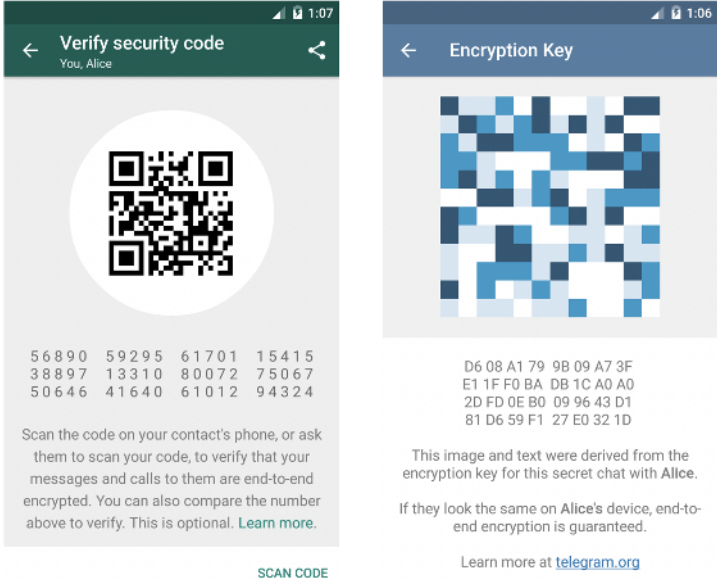 1:07
Verify security code
You, Alice
56890 59295 61701 15415
38897 13310 80072 75067
50646 41640 61012 94324
Scan the code on your contact's phone, or ask
them to scan your code, to verify that your
messages and calls to them are end-to-end
encrypted. You can also compare the number
above to verify. This is optional. Learn more.
SCAN CODE
1:06
Encryption Key
D6 08 A1 79 9B 09 A7 3F
E1 1F F0 BA DB 1C A0 A0
2D FD 0E B0 09 96 43 D1
81 D6 59 F1 27 E0 32 1D
This image and text were derived from the
encryption key for this secret chat with Alice.
If they look the same on Alice's device, end-to-
end encryption is guaranteed.
Learn more at telegram.org